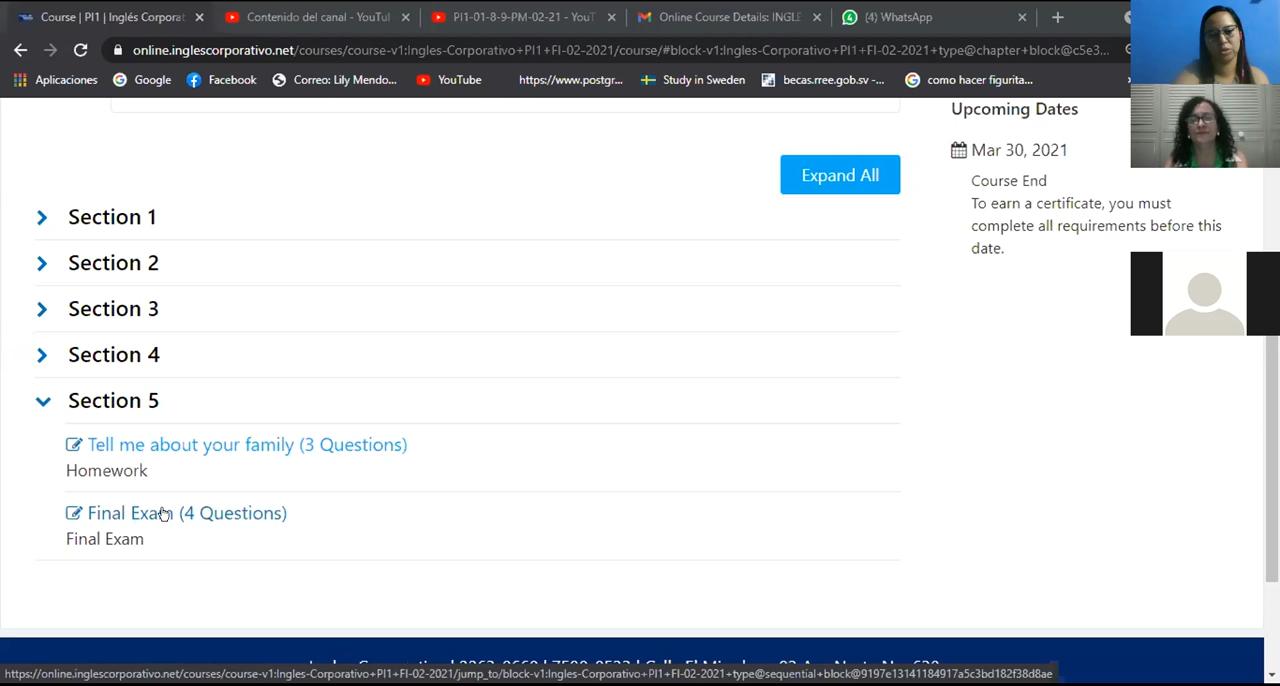 Course | PI1 | Inglés Corporat
Contenido del canal - YouTul
PI1-01-8-9-PM-02-21 - YouT
Online Course Details: INGLE
(4) WhatsApp
online.inglescorporativo.net/courses/course-v1:Ingles-Corporativo+PI1+FI-02-2021/course/#block-v1:Ingles-Corporativo+PI1+FI-02-2021+type@chapter+block@c5e3...
Aplicaciones
Google
Facebook
Correo: Lily Mendo...
YouTube
https://www.postgr...
Study in Sweden
becas.rree.gob.sv -...
como hacer figurita...
Upcoming Dates
Mar 30, 2021
Course End
To earn a certificate, you must
complete all requirements before this
date.
Expand All
Section 1
Section 2
Section 3
Section 4
Section 5
Tell me about your family (3 Questions)
Homework
Final Exam (4 Questions)
Final Exam
https://online.inglescorporativo.net/courses/course-v1:Ingles-Corporativo+PI1+FI-02-2021/jump_to/block-v1:Ingles-Corporativo+PI1+FI-02-2021+type@sequential+block@9197e13141184917a5c3bd182f38d8ae